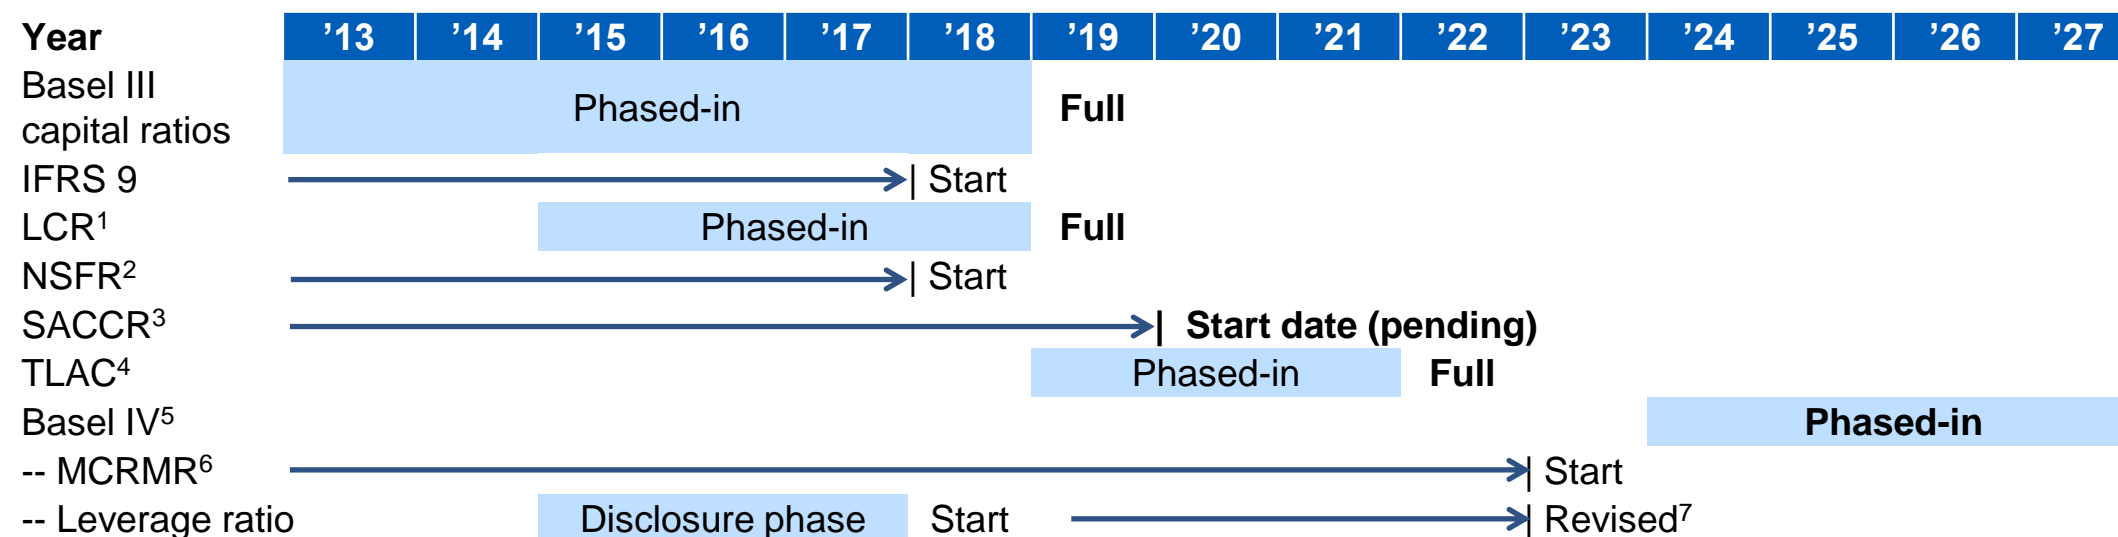 Year ’13 ’14 ’15 ’16 ’17 ’18 ’19 ’20 ’21 ’22 ’23 ’24 ’25 ’26 ’27
Basel III
capital ratios Phased-in Full
IFRS 9 | Start
LCR¹ Phased-in Full
NSFR² | Start
SACCR³ | Start date (pending)
TLAC⁴ Phased-in Full
Basel IV⁵ Phased-in
-- MCRMR⁶ | Start
-- Leverage ratio Disclosure phase Start | Revised⁷